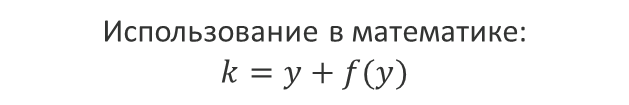 Использование в математике:
k = y + f(y)